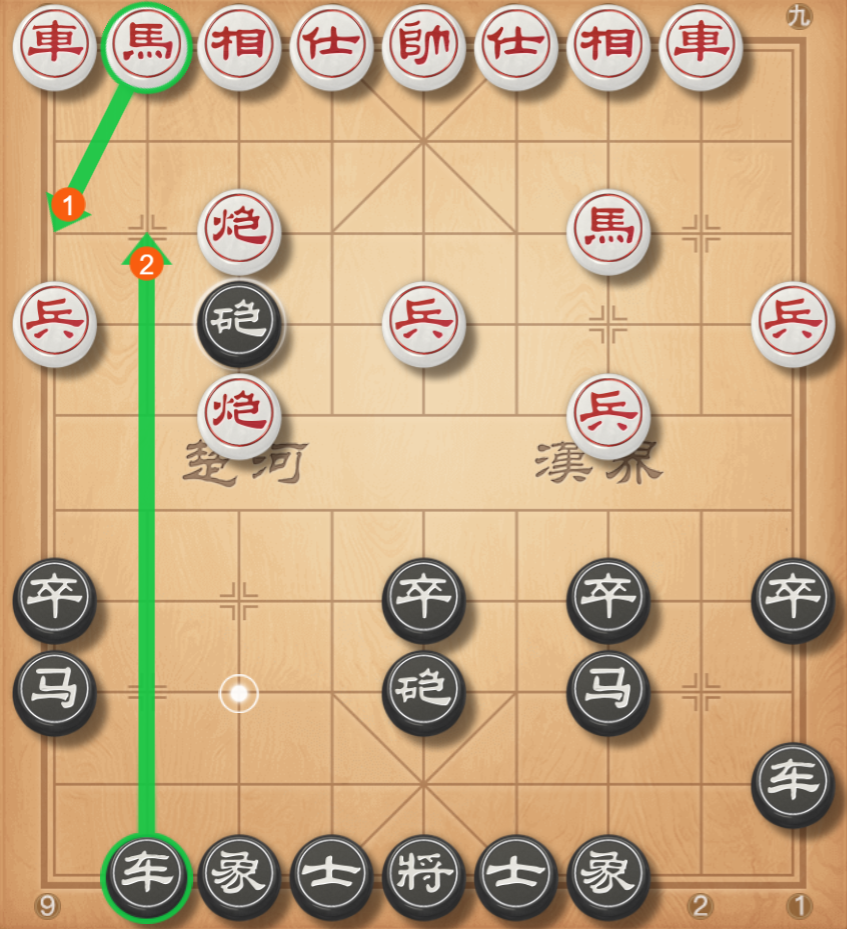 九
車 馬 相 仕 帥 仕 相 車
1
2
炮 馬
兵 砲 兵 兵
炮 兵
楚河 漢界
卒 卒 卒 卒
马 砲 马
车
车 象 士 将 士 象
9 2 1